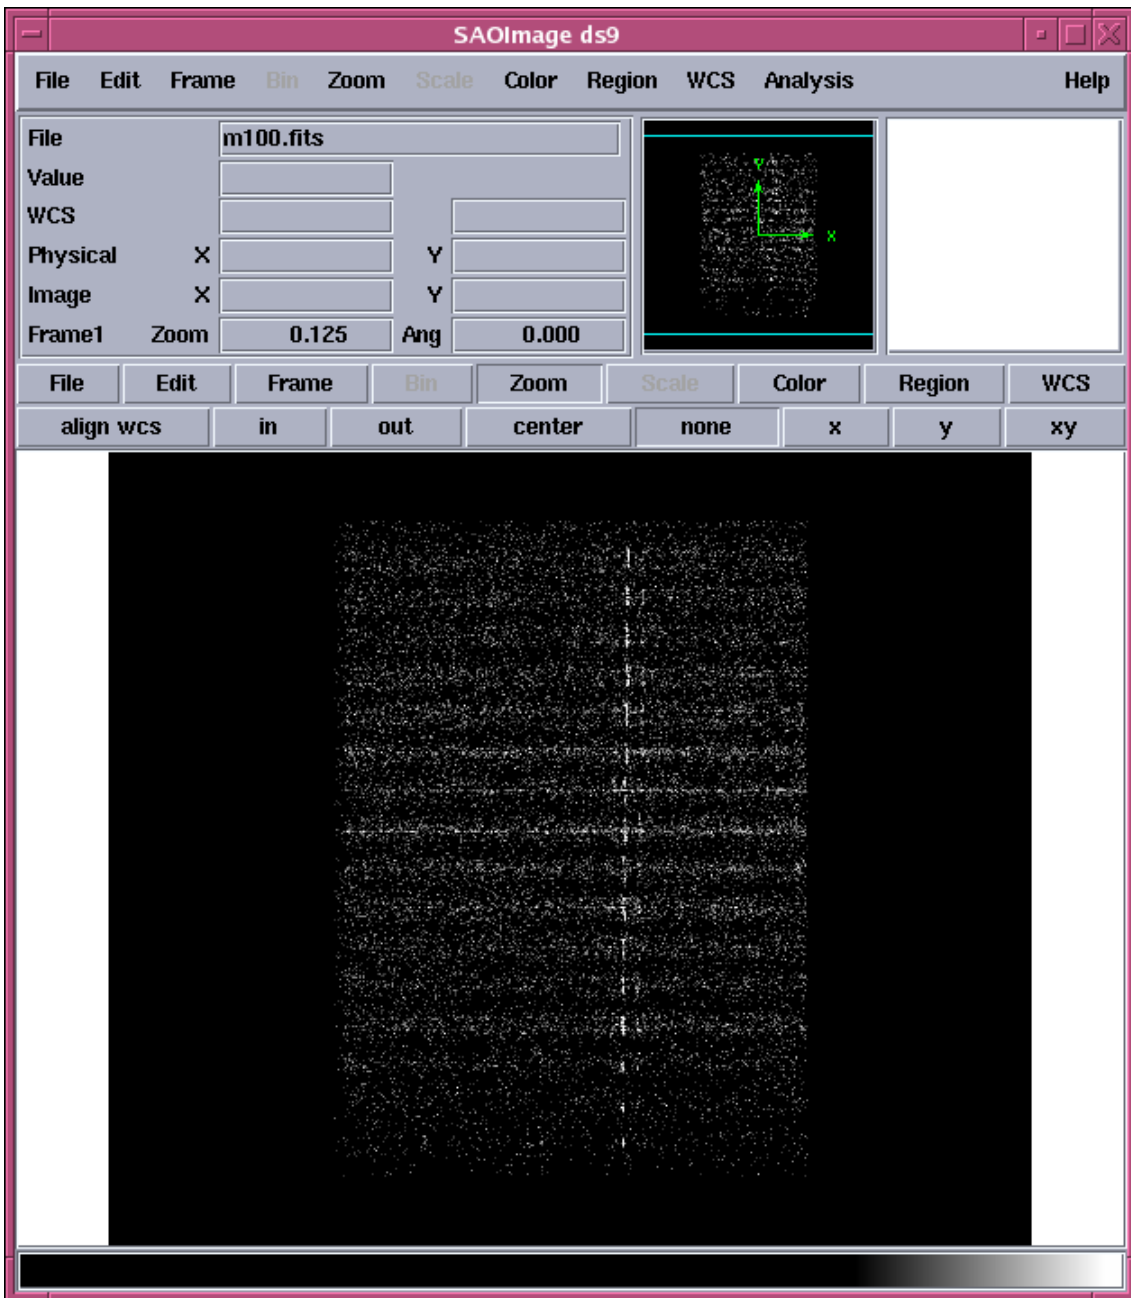 SAOImage ds9
File Edit Frame Bin Zoom Scale Color Region WCS Analysis Help
File m100.fits
Value
WCS
Physical X Y
Image X Y
Frame1 Zoom 0.125 Ang 0.000
Y
X
File Edit Frame Bin Zoom Scale Color Region WCS
align wcs in out center none x y xy